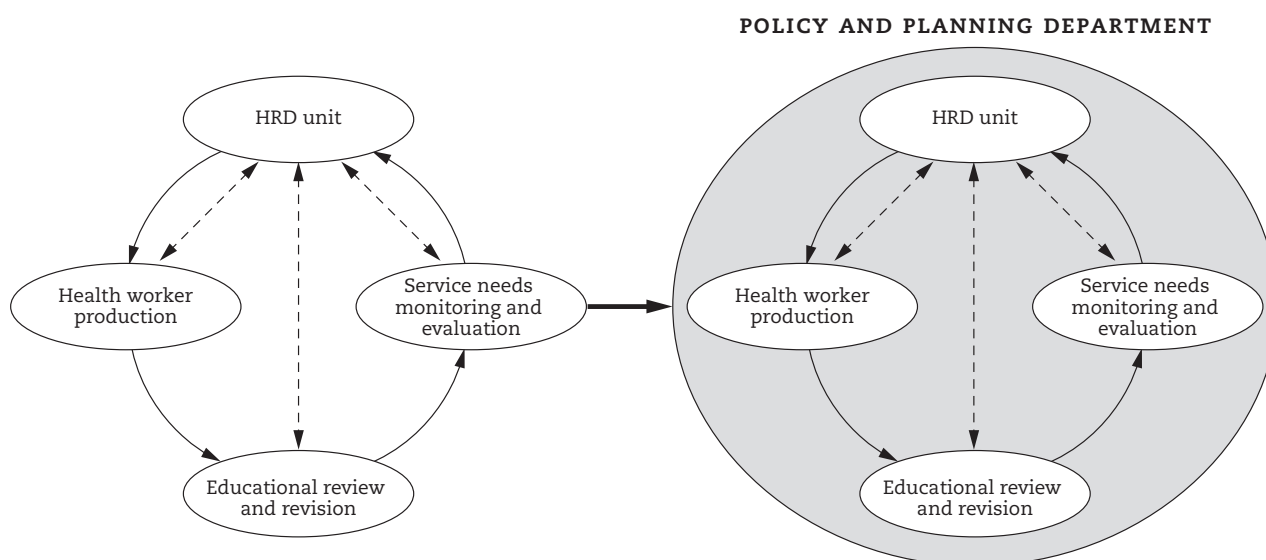 POLICY AND PLANNING DEPARTMENT
HRD unit
Health worker
production
Service needs
monitoring and
evaluation
Educational review
and revision
HRD unit
Health worker
production
Service needs
monitoring and
evaluation
Educational review
and revision